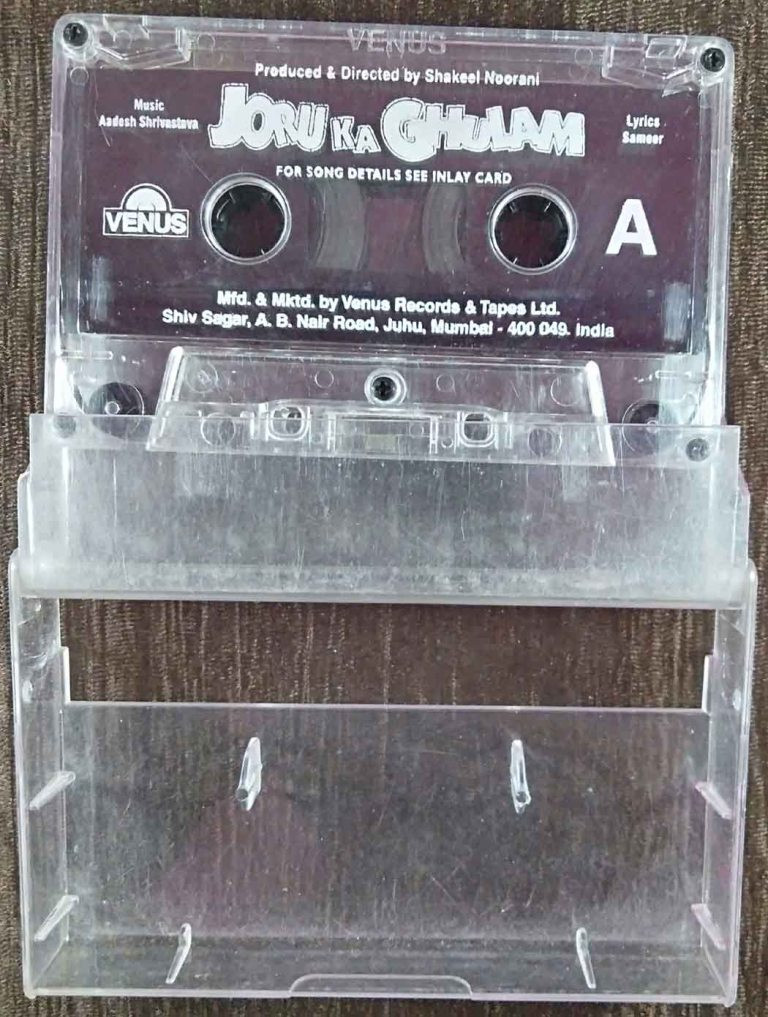 VENUS
Produced & Directed by Shakeel Noorani
Music
Aadesh Shrivastava
JORU KA GHULAM
Lyrics
Sameer
FOR SONG DETAILS SEE INLAY CARD
VENUS
A
Mfd. & Mktd. by Venus Records & Tapes Ltd.
Shiv Sagar, A. B. Nair Road, Juhu, Mumbai - 400 049. India